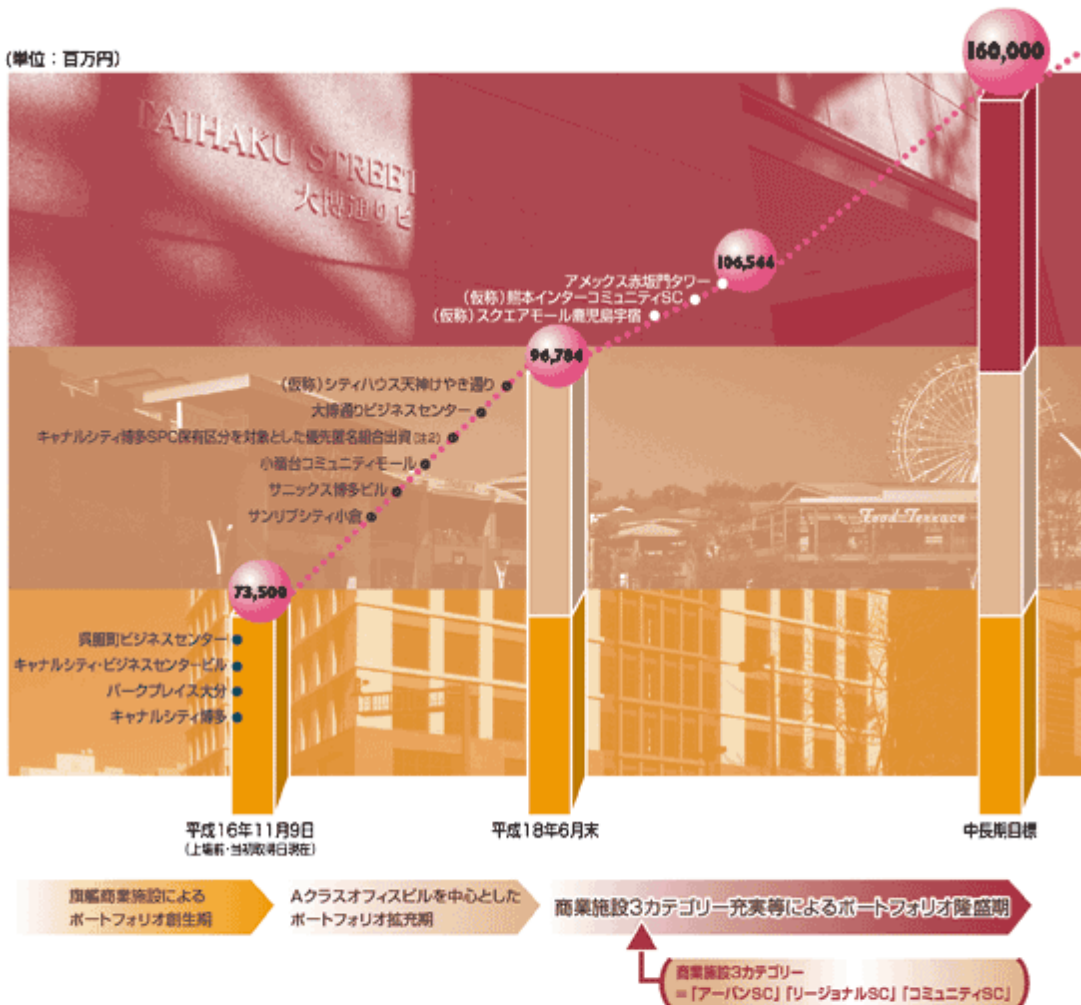 (単位：百万円)
160,000
TAIHAKU STREET
大博通りビ
106,544
アメックス赤坂門タワー
(仮称)熊本インターコミュニティSC
(仮称)スクエアモール鹿児島宇宿
96,784
(仮称)シティハウス天神けやき通り
大博通りビジネスセンター
キャナルシティ博多SPC保有区分を対象とした優先匿名組合出資(注2)
小嶺台コミュニティモール
サニックス博多ビル
サンリブシティ小倉
Food Terrace
73,500
呉服町ビジネスセンター
キャナルシティ・ビジネスセンタービル
パークプレイス大分
キャナルシティ博多
平成16年11月9日
(上場前・当初取得日現在)
平成18年6月末
中長期目標
旗艦商業施設による
ポートフォリオ創生期
Aクラスオフィスビルを中心とした
ポートフォリオ拡充期
商業施設3カテゴリー充実等によるポートフォリオ隆盛期
商業施設3カテゴリー
=「アーバンSC」「リージョナルSC」「コミュニティSC」